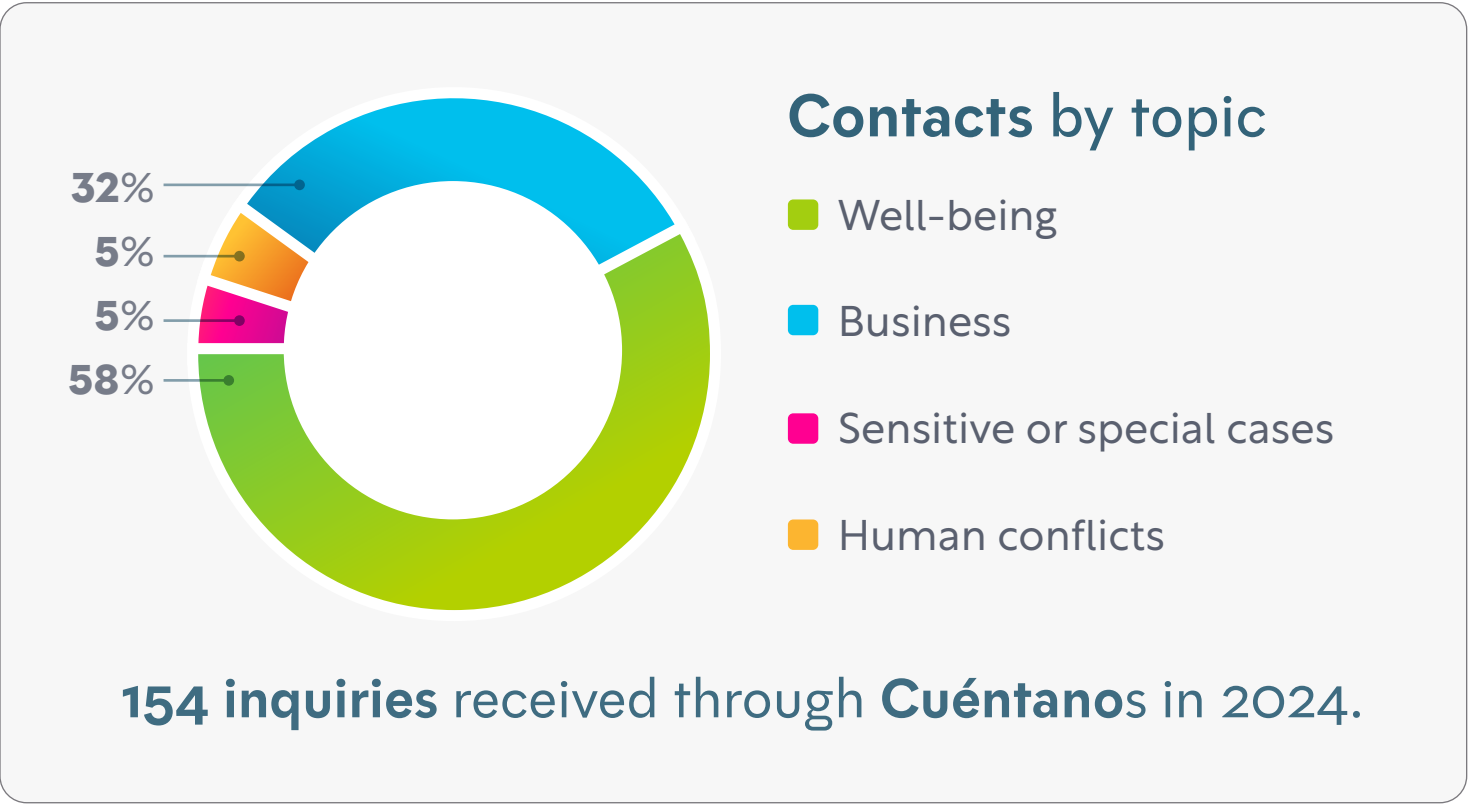 Contacts by topic
32%
5%
5%
58%
Well-being
Business
Sensitive or special cases
Human conflicts
154 inquiries received through Cuéntanos in 2024.